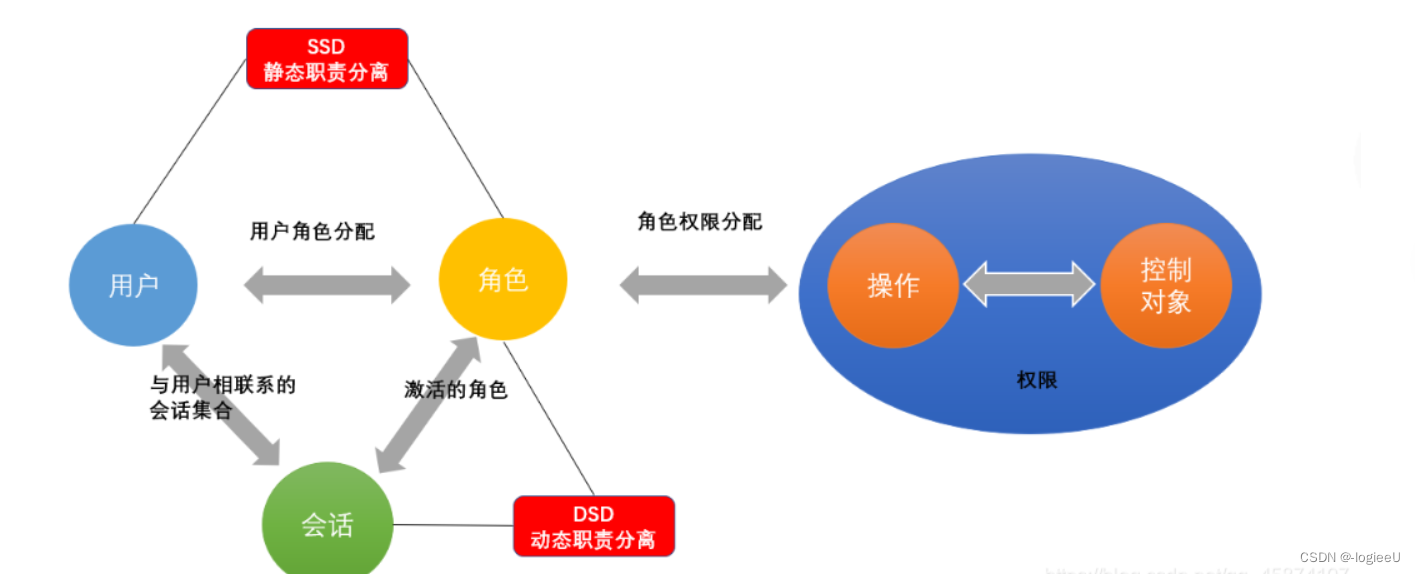 SSD
静态职责分离
用户角色分配
角色权限分配
用户
角色
操作
控制
对象
与用户相联系的
会话集合
激活的角色
权限
会话
DSD
动态职责分离
CSDN @-logieeU